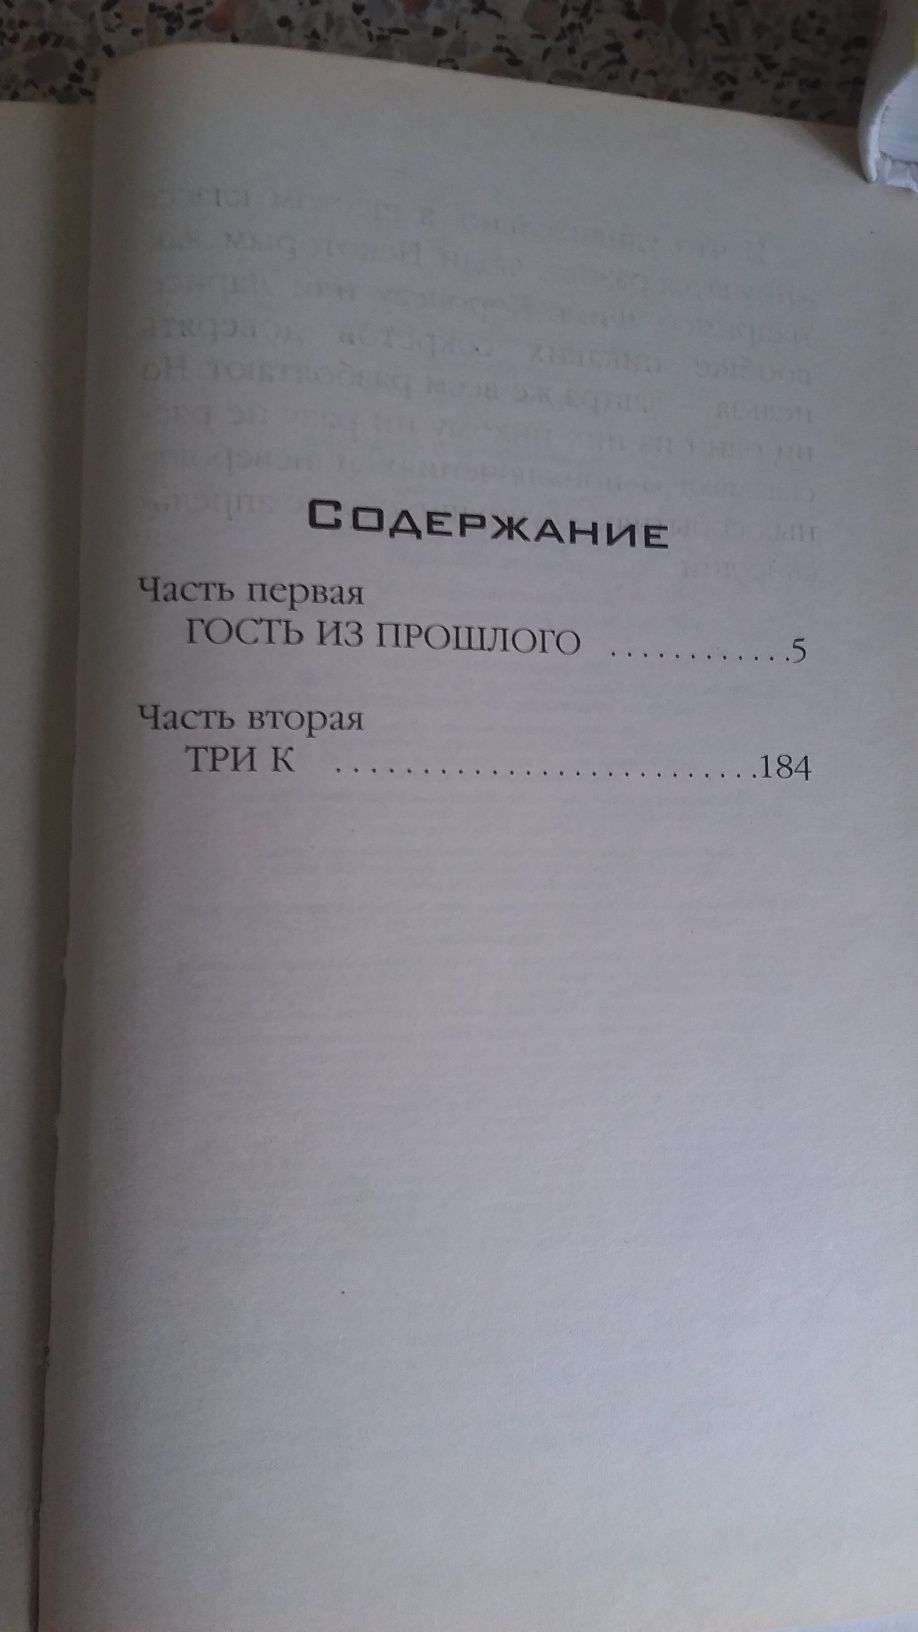 Содержание
Часть первая
ГОСТЬ ИЗ ПРОШЛОГО ............5
Часть вторая
ТРИ К ...........................184